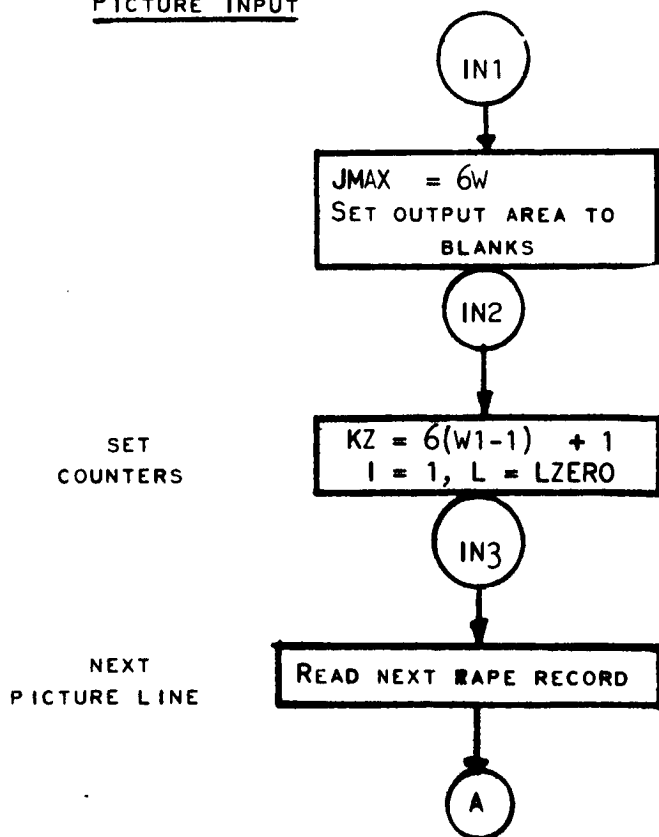 PICTURE INPUT
IN1
JMAX = 6W
SET OUTPUT AREA TO
BLANKS
IN2
SET
COUNTERS
KZ = 6(W1-1) + 1
I = 1, L = LZERO
IN3
NEXT
PICTURE LINE
READ NEXT RAPE RECORD
A